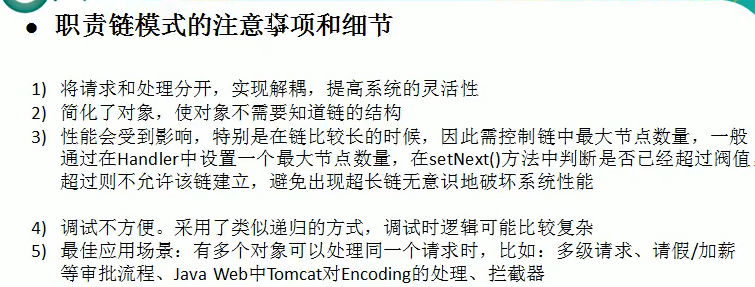 ● 职责链模式的注意事项和细节
1) 将请求和处理分开，实现解耦，提高系统的灵活性
2) 简化了对象，使对象不需要知道链的结构
3) 性能会受到影响，特别是在链比较长的时候，因此需控制链中最大节点数量，一般
通过在Handler中设置一个最大节点数量，在setNext()方法中判断是否已经超过阀值，
超过则不允许该链建立，避免出现超长链无意识地破坏系统性能
4) 调试不方便。采用了类似递归的方式，调试时逻辑可能比较复杂
5) 最佳应用场景：有多个对象可以处理同一个请求时，比如：多级请求、请假/加薪
等审批流程、Java Web中Tomcat对Encoding的处理、拦截器